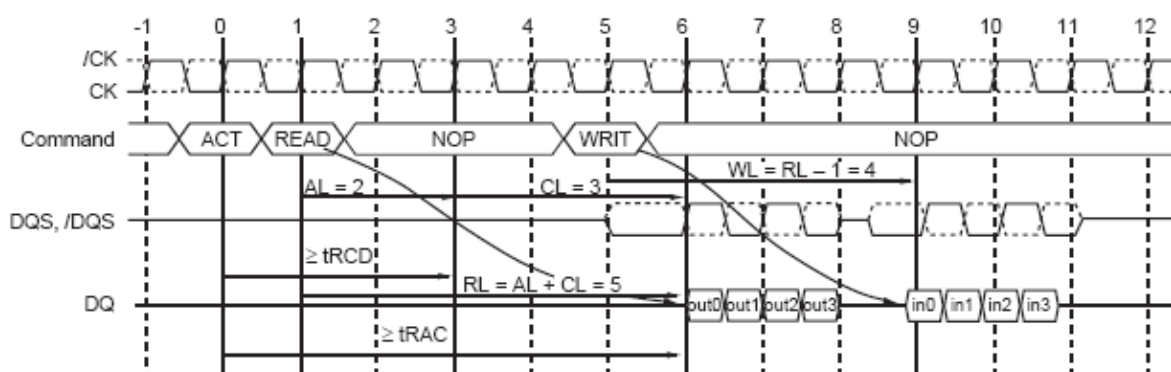 -1 0 1 2 3 4 5 6 7 8 9 10 11 12
/CK
CK
Command ACT READ NOP WRIT NOP
WL = RL – 1 = 4
AL = 2 CL = 3
DQS, /DQS
≥ tRCD
RL = AL + CL = 5
DQ out0 out1 out2 out3 in0 in1 in2 in3
≥ tRAC